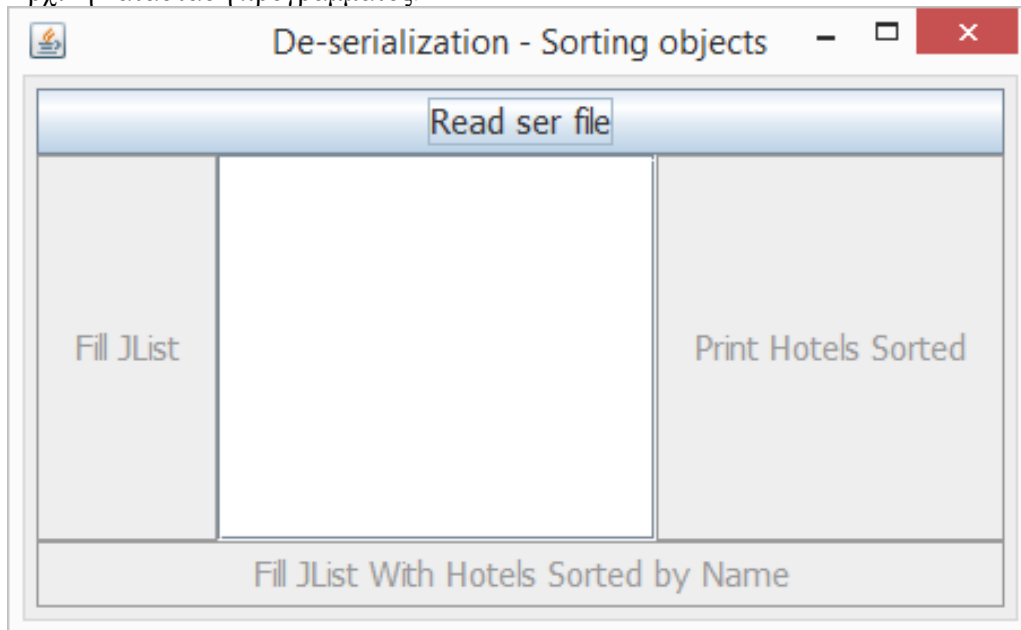 De-serialization - Sorting objects
Read ser file
Fill JList
Print Hotels Sorted
Fill JList With Hotels Sorted by Name